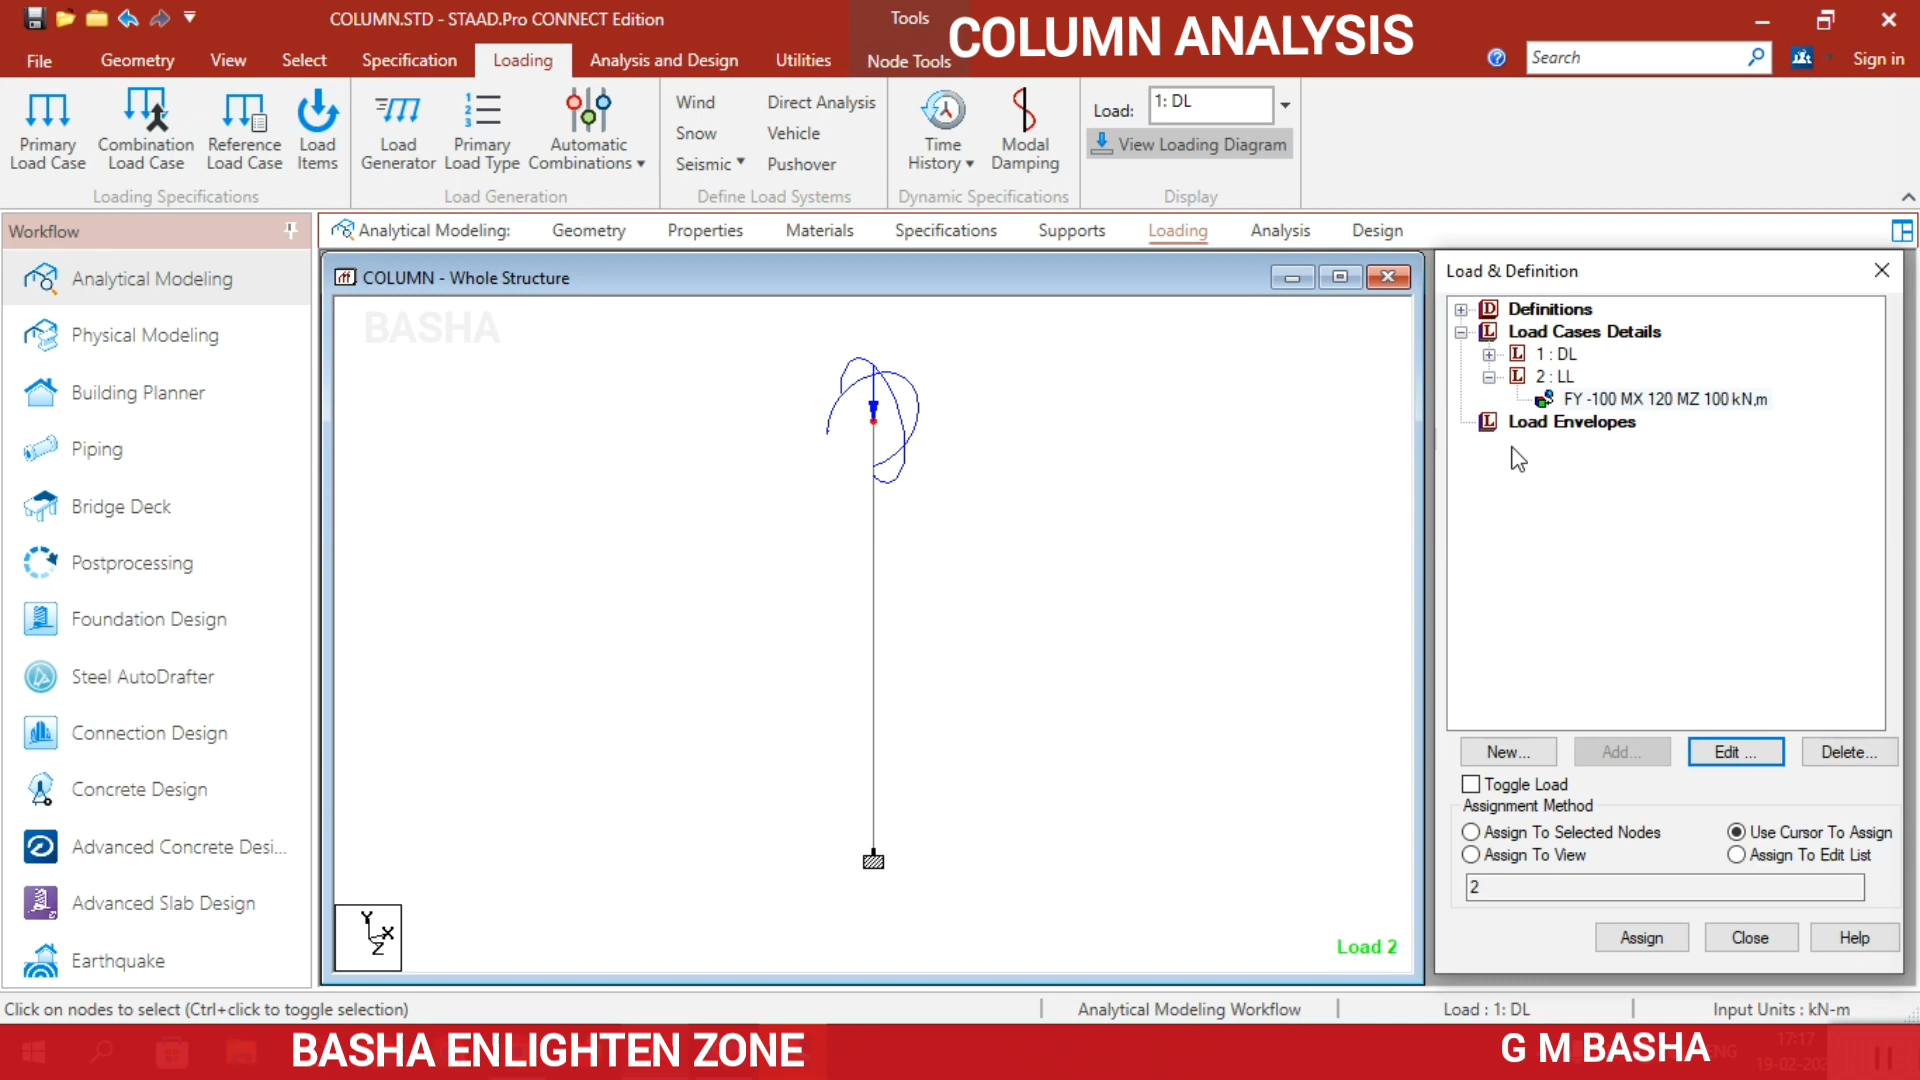 COLUMN.STD - STAAD.Pro CONNECT Edition
Tools
COLUMN ANALYSIS
File
Geometry
View
Select
Specification
Loading
Analysis and Design
Utilities
Node Tools
Search
Sign in
Primary Load Case
Combination Load Case
Reference Load Case
Load Items
Loading Specifications
Load Generator
Primary Load Type
Automatic Combinations
Load Generation
Wind
Direct Analysis
Snow
Vehicle
Seismic
Pushover
Define Load Systems
Time History
Modal Damping
Dynamic Specifications
Load:
1: DL
View Loading Diagram
Display
Workflow
Analytical Modeling:
Geometry
Properties
Materials
Specifications
Supports
Loading
Analysis
Design
Analytical Modeling
Physical Modeling
Building Planner
Piping
Bridge Deck
Postprocessing
Foundation Design
Steel AutoDrafter
Connection Design
Concrete Design
Advanced Concrete Desi...
Advanced Slab Design
Earthquake
COLUMN - Whole Structure
BASHA
Y
X
Z
Load 2
Load & Definition
Definitions
Load Cases Details
1 : DL
2 : LL
FY -100 MX 120 MZ 100 kN,m
Load Envelopes
New...
Add...
Edit ...
Delete...
Toggle Load
Assignment Method
Assign To Selected Nodes
Use Cursor To Assign
Assign To View
Assign To Edit List
2
Assign
Close
Help
Click on nodes to select (Ctrl+click to toggle selection)
Analytical Modeling Workflow
Load : 1: DL
Input Units : kN-m
BASHA ENLIGHTEN ZONE
G M BASHA
17:17